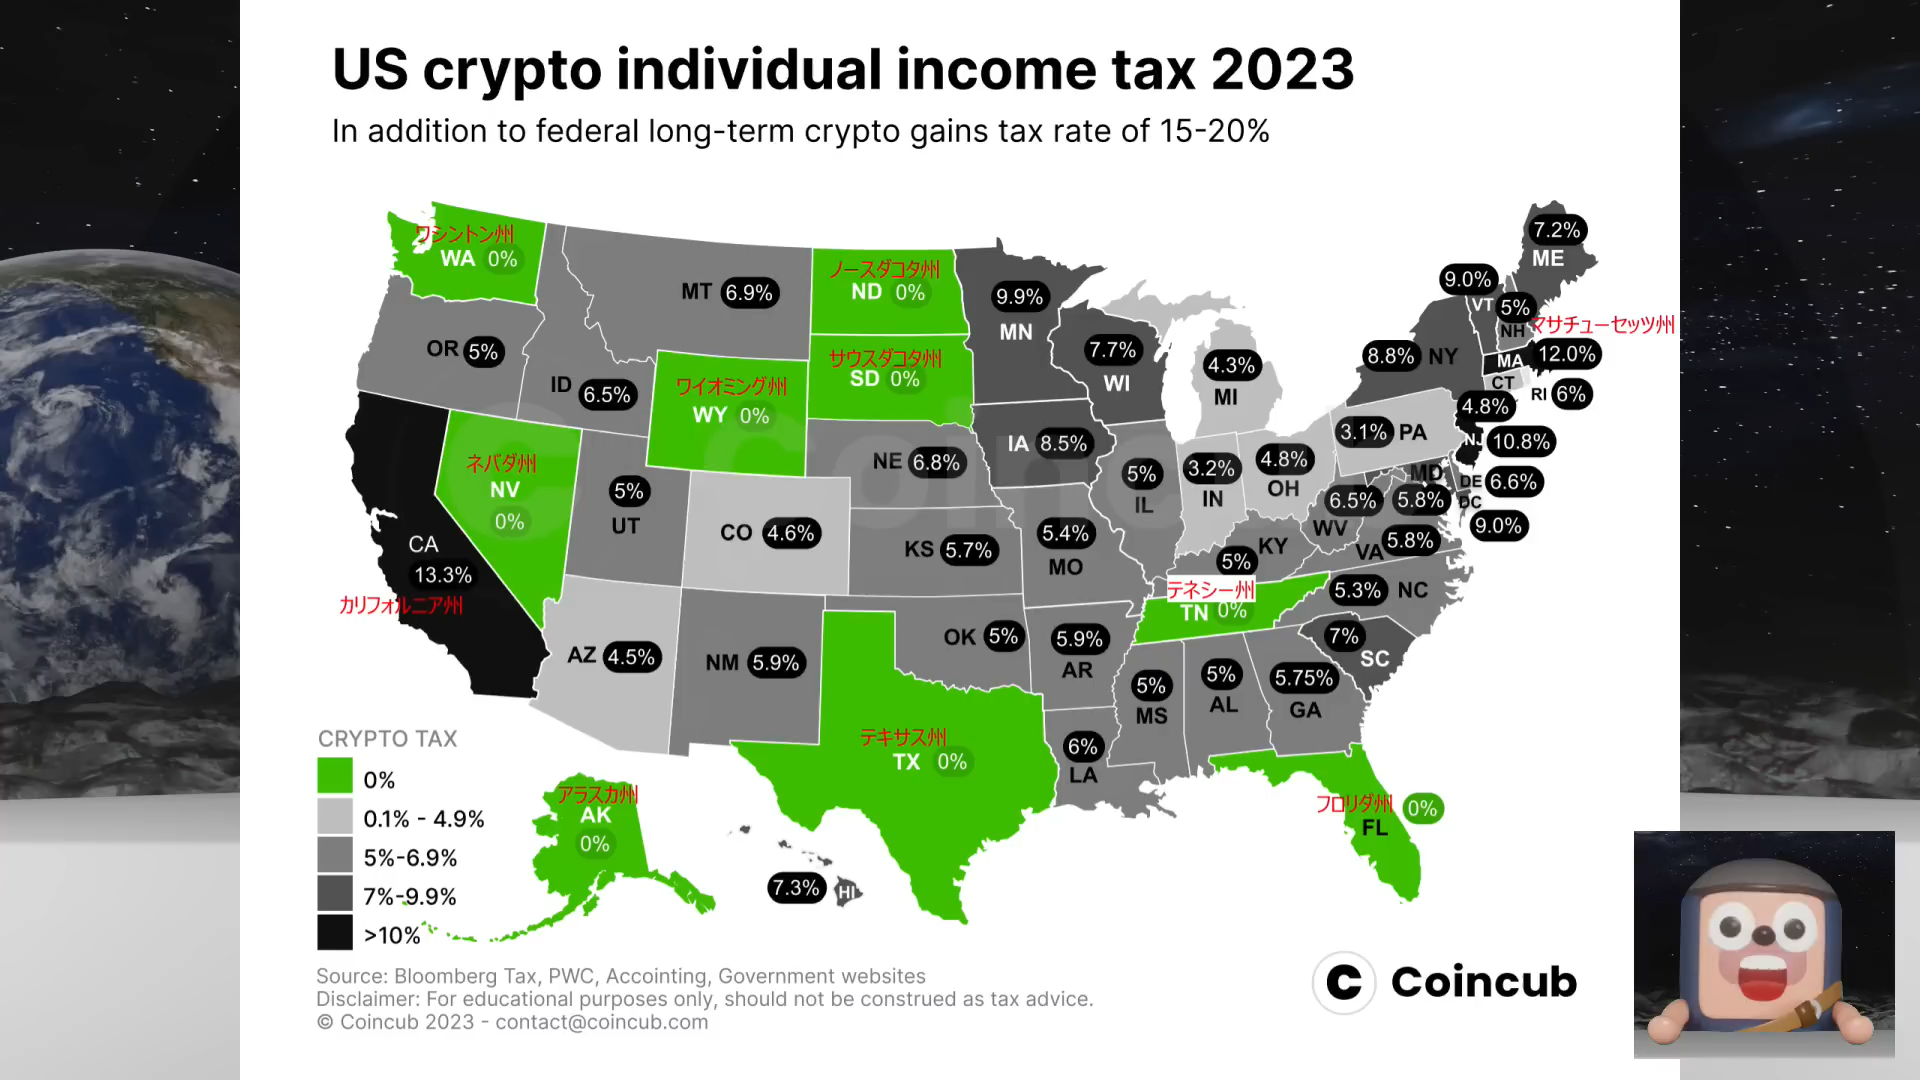 US crypto individual income tax 2023
In addition to federal long-term crypto gains tax rate of 15-20%
ワシントン州
WA 0%
MT 6.9%
ノースダコタ州
ND 0%
9.9%
MN
7.2%
ME
9.0%
VT
5%
NH
マサチューセッツ州
MA 12.0%
OR 5%
ID 6.5%
ワイオミング州
WY 0%
サウスダコタ州
SD 0%
7.7%
WI
4.3%
MI
8.8% NY
CT
4.8%
RI 6%
ネバダ州
NV
0%
5%
UT
NE 6.8%
IA 8.5%
5%
IL
3.2%
IN
4.8%
OH
3.1% PA
NJ 10.8%
MD
5.8%
DE 6.6%
DC
9.0%
CA
13.3%
カリフォルニア州
CO 4.6%
KS 5.7%
5.4%
MO
5%
KY
6.5%
WV
VA 5.8%
テネシー州
TN 0%
5.3% NC
AZ 4.5%
NM 5.9%
OK 5%
5.9%
AR
7%
SC
5%
MS
5%
AL
5.75%
GA
テキサス州
TX 0%
6%
LA
フロリダ州 0%
FL
アラスカ州
AK
0%
7.3% HI
CRYPTO TAX
0%
0.1% - 4.9%
5%-6.9%
7%-9.9%
>10%
Source: Bloomberg Tax, PWC, Accointing, Government websites
Disclaimer: For educational purposes only, should not be construed as tax advice.
© Coincub 2023 - contact@coincub.com
Coincub